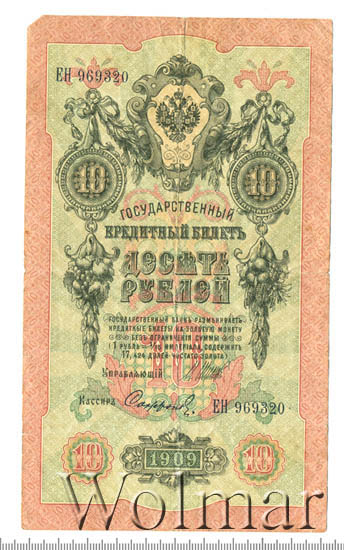 ЕН 969320
10 10
ГОСУДАРСТВЕННЫЙ
КРЕДИТНЫЙ БИЛЕТЪ
ДЕСЯТЬ
РУБЛЕЙ
ГОСУДАРСТВЕННЫЙ БАНКЪ РАЗМѢНИВАЕТЪ
КРЕДИТНЫЕ БИЛЕТЫ НА ЗОЛОТУЮ МОНЕТУ
БЕЗЪ ОГРАНИЧЕНІЯ СУММЫ
(1 РУБЛЬ = 1/15 ИМПЕРІАЛА, СОДЕРЖИТЪ
17,424 ДОЛЕЙ ЧИСТАГО ЗОЛОТА)
10
Управляющій
Кассиръ
ЕН 969320
10 1909 10
Wolmar